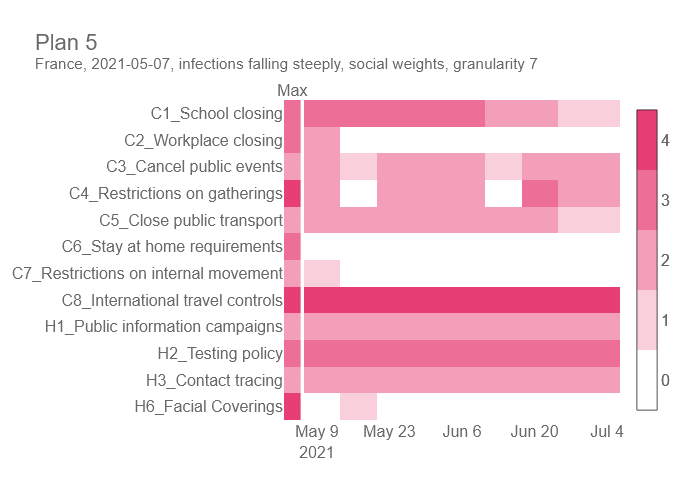 Plan 5
France, 2021-05-07, infections falling steeply, social weights, granularity 7
Max
C1_School closing
C2_Workplace closing
C3_Cancel public events
C4_Restrictions on gatherings
C5_Close public transport
C6_Stay at home requirements
C7_Restrictions on internal movement
C8_International travel controls
H1_Public information campaigns
H2_Testing policy
H3_Contact tracing
H6_Facial Coverings
May 9 May 23 Jun 6 Jun 20 Jul 4
2021
4
3
2
1
0